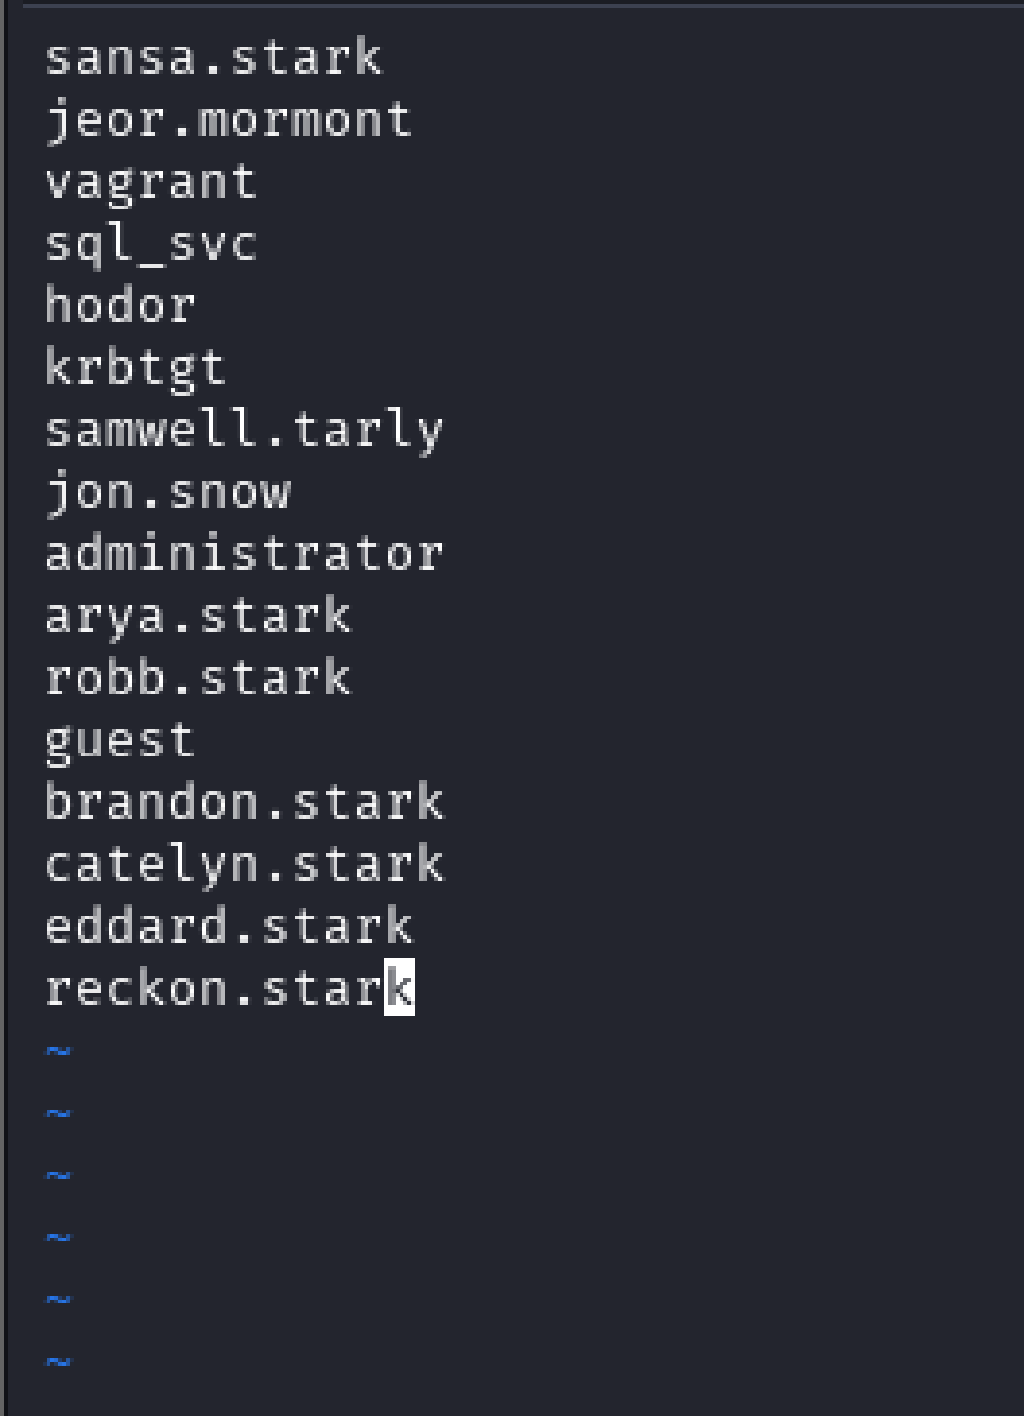 sansa.stark
jeor.mormont
vagrant
sql_svc
hodor
krbtgt
samwell.tarly
jon.snow
administrator
arya.stark
robb.stark
guest
brandon.stark
catelyn.stark
eddard.stark
reckon.stark
~
~
~
~
~
~